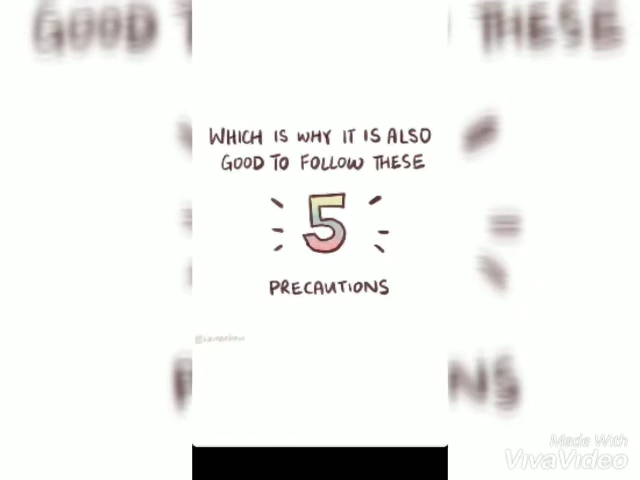 WHICH IS WHY IT IS ALSO
GOOD TO FOLLOW THESE
5
PRECAUTIONS
Made With
VivaVideo